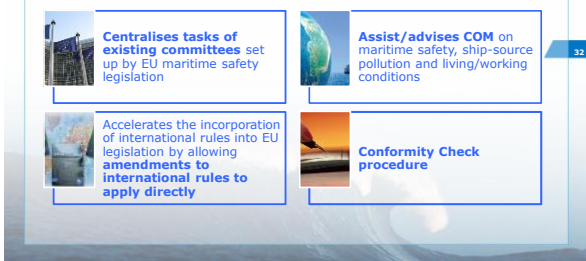 Centralises tasks of
existing committees set
up by EU maritime safety
legislation
Assist/advises COM on
maritime safety, ship-source
pollution and living/working
conditions
32
Accelerates the incorporation
of international rules into EU
legislation by allowing
amendments to
international rules to
apply directly
Conformity Check
procedure